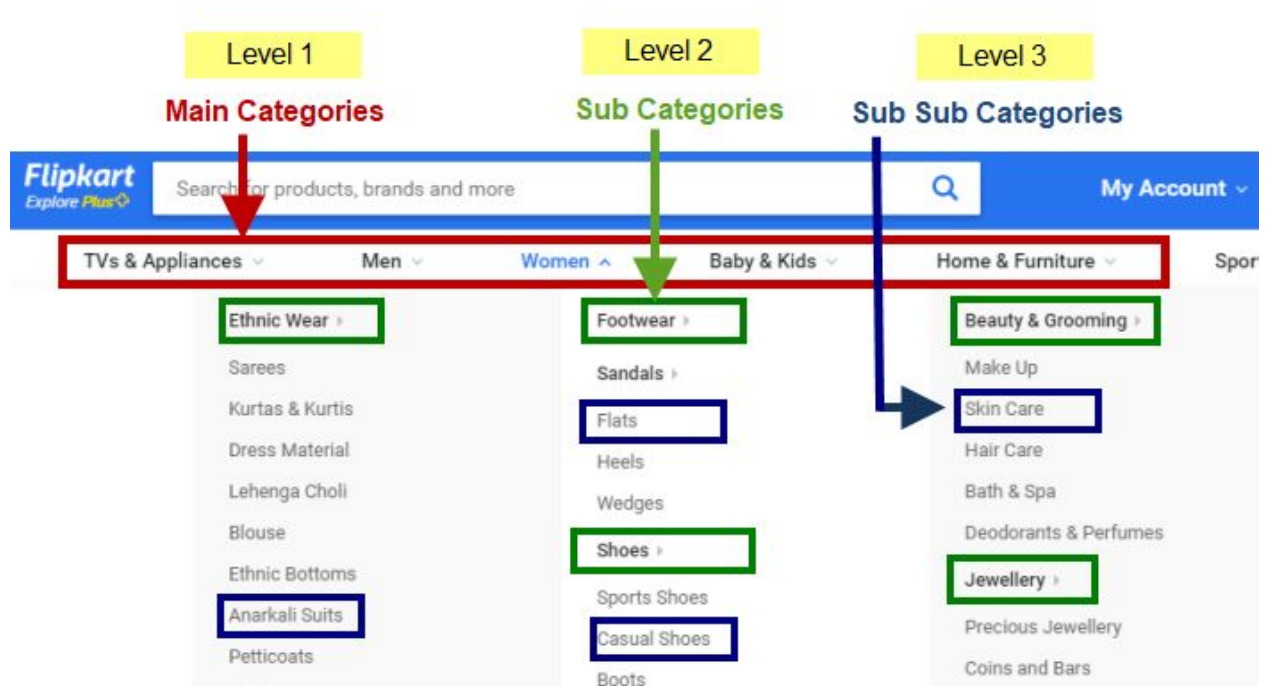 Level 1
Level 2
Level 3
Main Categories
Sub Categories
Sub Sub Categories
Flipkart
Explore Plus
Search for products, brands and more
My Account
TVs & Appliances
Men
Women
Baby & Kids
Home & Furniture
Spor
Ethnic Wear
Sarees
Kurtas & Kurtis
Dress Material
Lehenga Choli
Blouse
Ethnic Bottoms
Anarkali Suits
Petticoats
Footwear
Sandals
Flats
Heels
Wedges
Shoes
Sports Shoes
Casual Shoes
Boots
Beauty & Grooming
Make Up
Skin Care
Hair Care
Bath & Spa
Deodorants & Perfumes
Jewellery
Precious Jewellery
Coins and Bars